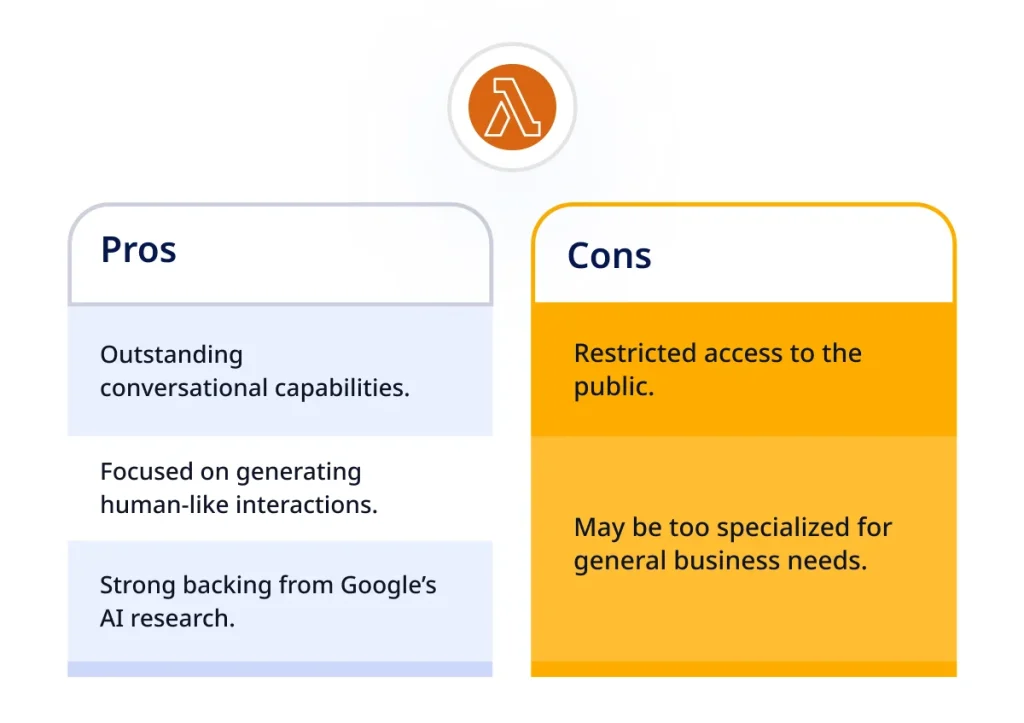 Pros
Outstanding
conversational capabilities.
Focused on generating
human-like interactions.
Strong backing from Google’s
AI research.
Cons
Restricted access to the
public.
May be too specialized for
general business needs.